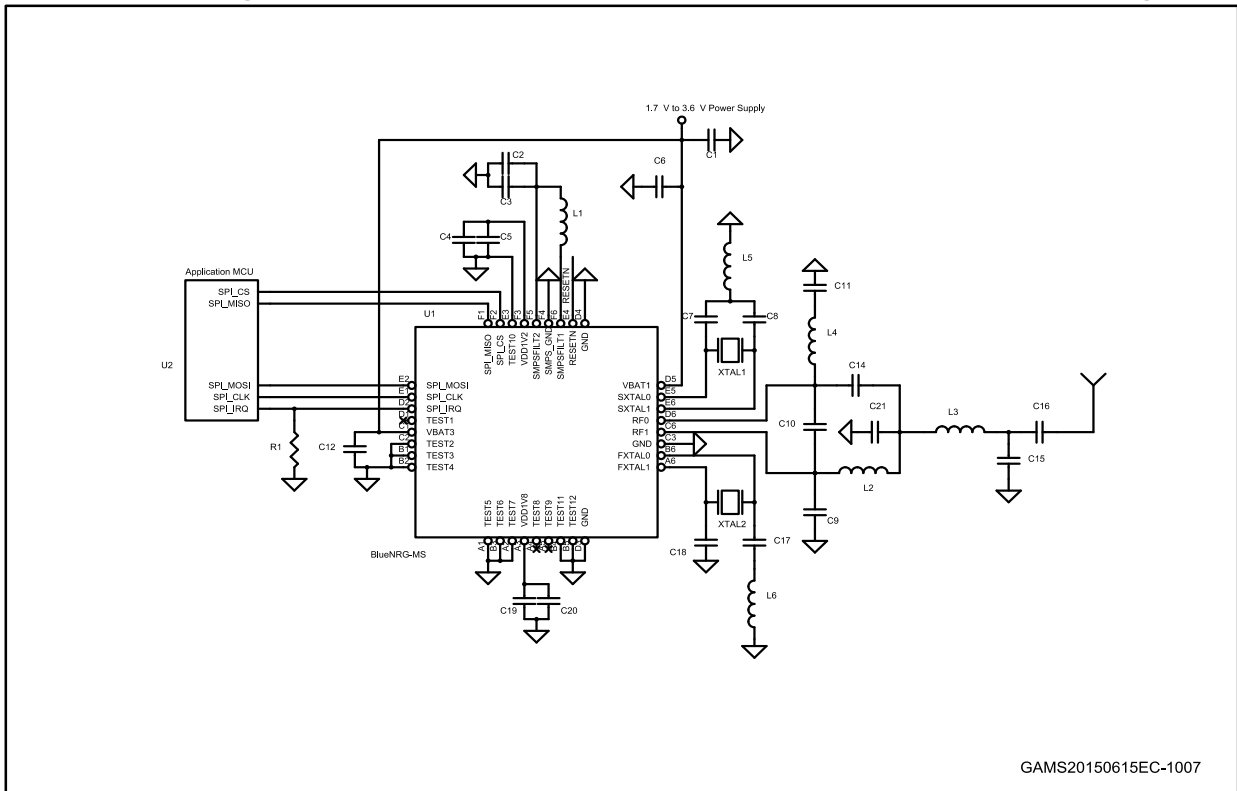 1.7 V to 3.6 V Power Supply
C1
C2
C6
C3
L1
C4
C5
L5
Application MCU
SPI_CS
SPI_MISO
RESETN
C11
U1
C7
C8
L4
F1
F2
E3
F3
F5
F4
F6
E4
D4
SPI_MISO
SPI_CS
TEST10
VDD1V2
SMPSFILT2
SMPS_GND
SMPSFILT1
RESETN
GND
XTAL1
U2
C14
SPI_MOSI
SPI_CLK
SPI_IRQ
E2
E1
D2
D1
C1
C2
B1
B2
SPI_MOSI
SPI_CLK
SPI_IRQ
TEST1
VBAT3
TEST2
TEST3
TEST4
VBAT1
SXTAL0
SXTAL1
RF0
RF1
GND
FXTAL0
FXTAL1
D5
E5
E6
D6
C6
C3
B6
A6
C10
C21
L3
C16
R1
C12
C15
L2
XTAL2
C9
TEST5
TEST6
TEST7
VDD1V8
TEST8
TEST9
TEST11
TEST12
GND
A1
BlueNRG-MS
C18
C17
C19
C20
L6
GAMS20150615EC-1007